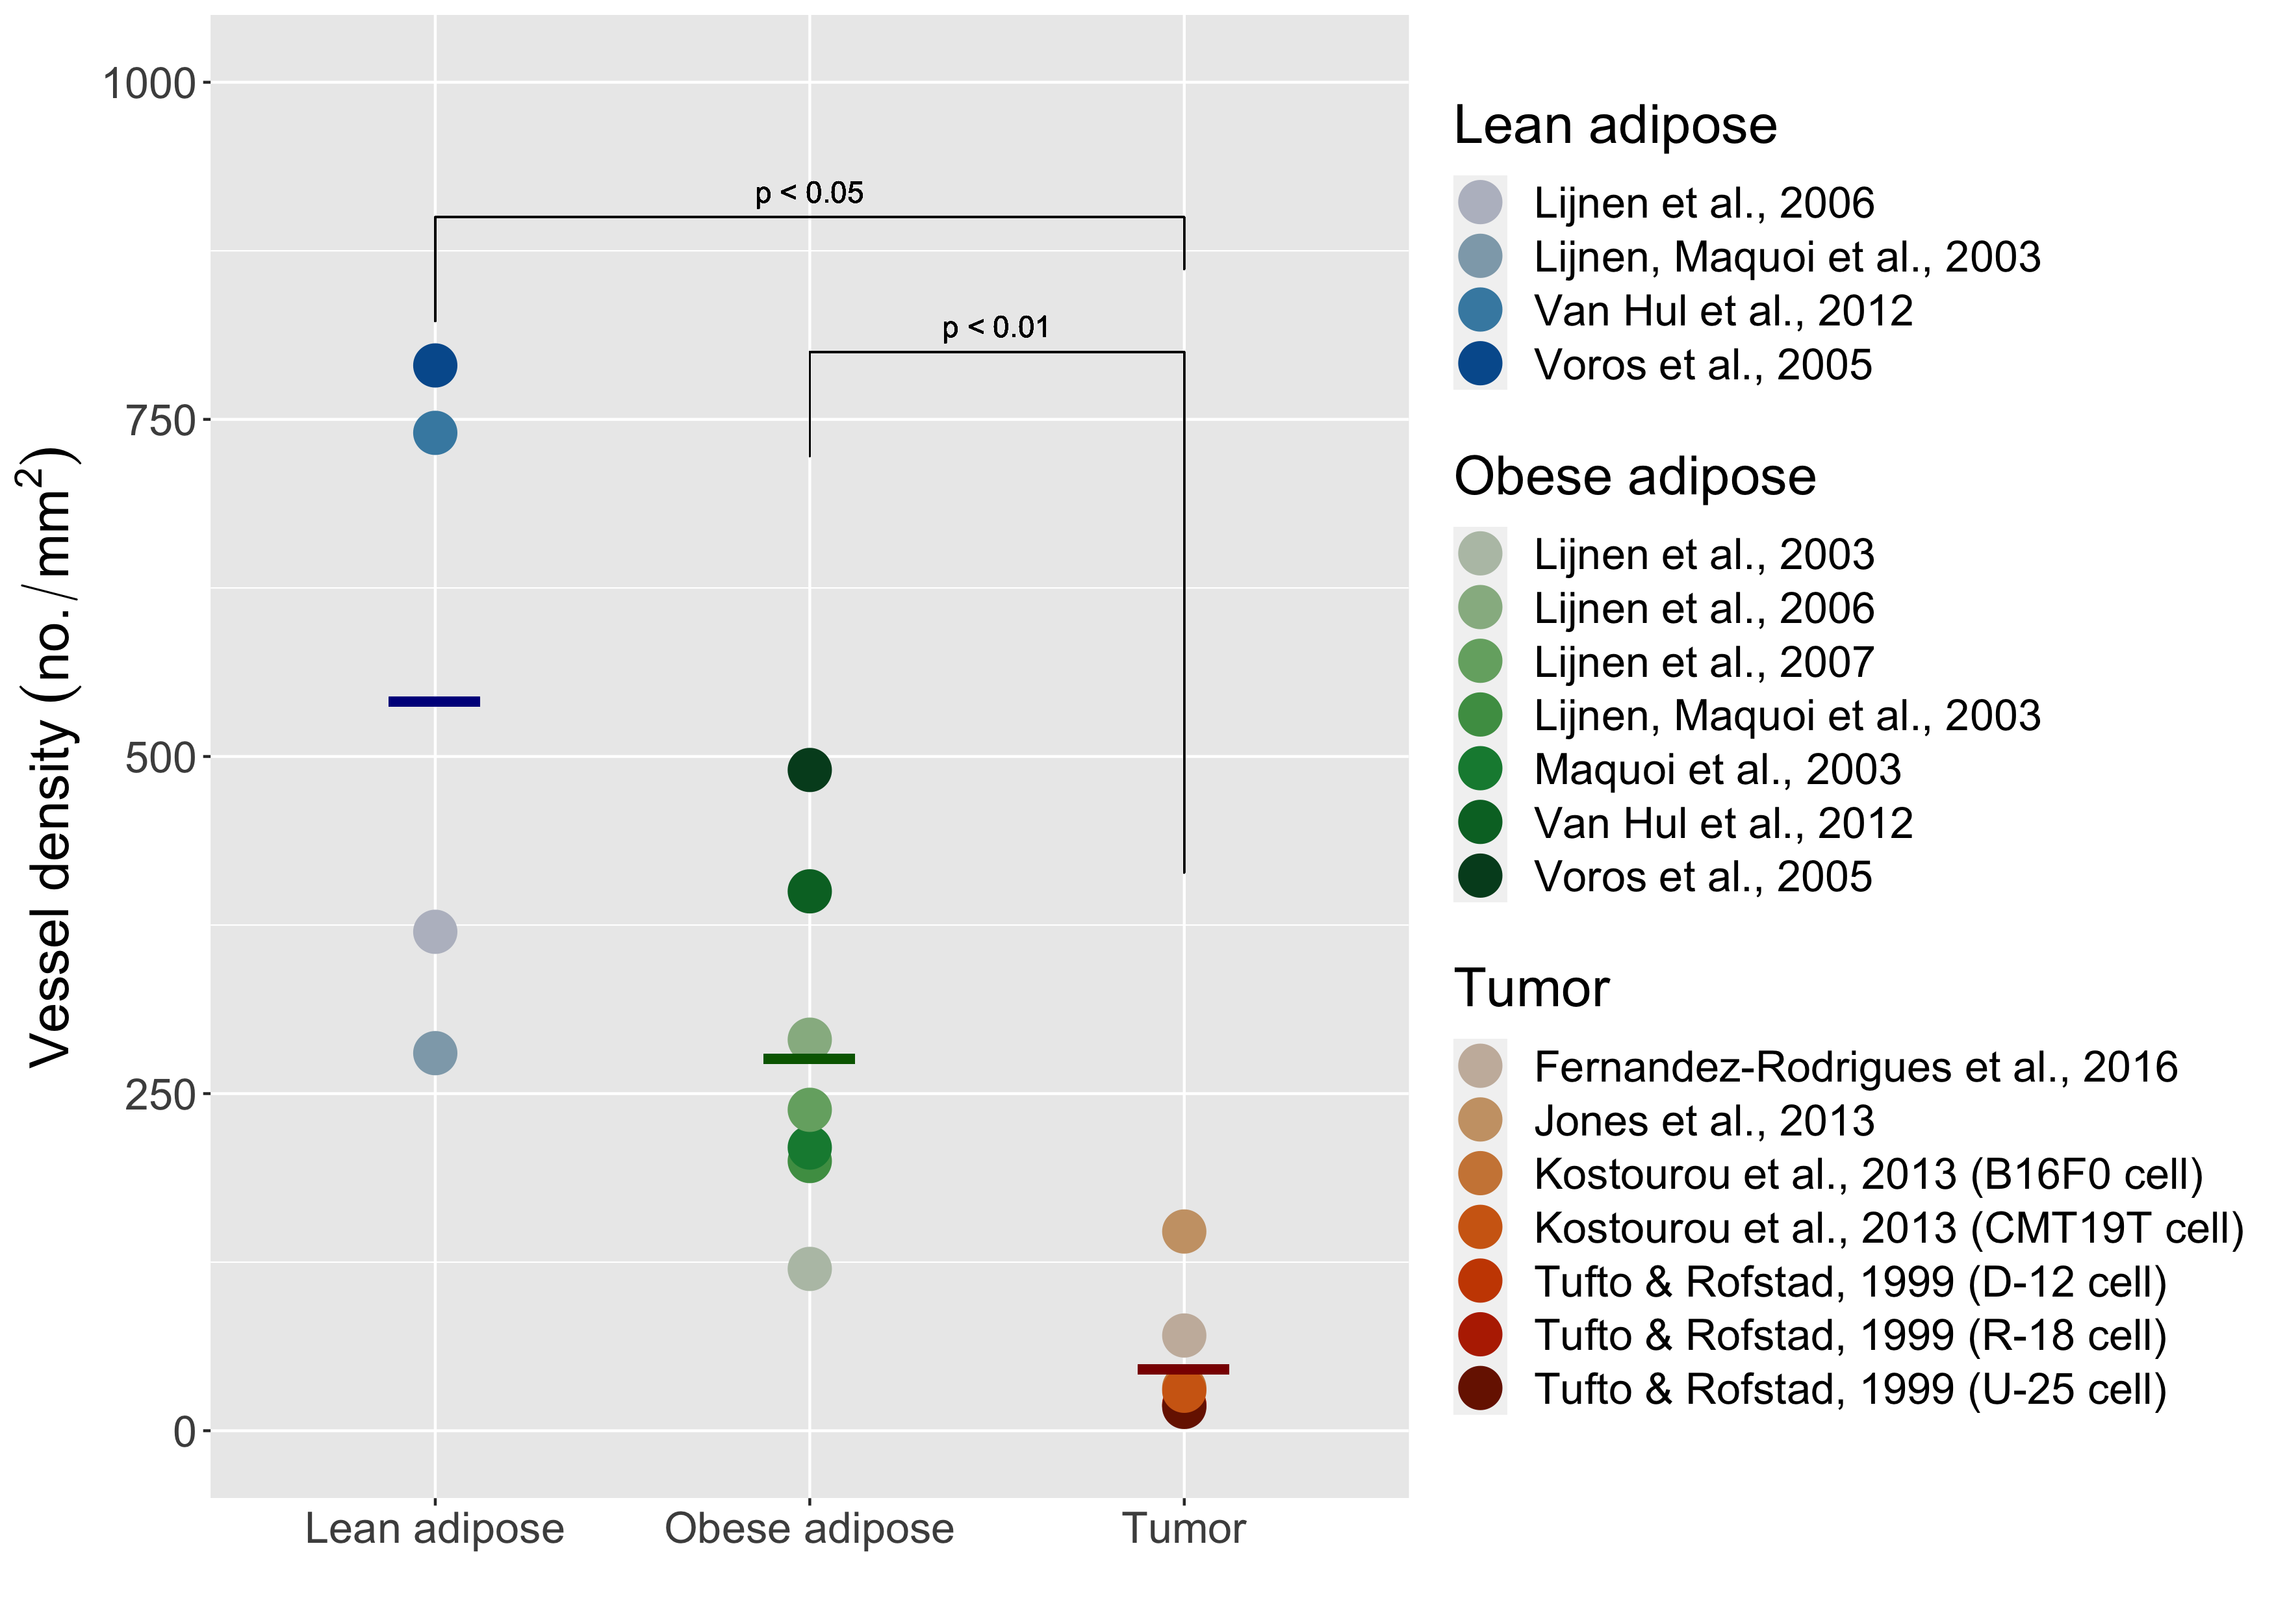 Vessel density (no./mm²)
1000
750
500
250
0
p < 0.05
p < 0.01
Lean adipose
Obese adipose
Tumor
Lean adipose
Lijnen et al., 2006
Lijnen, Maquoi et al., 2003
Van Hul et al., 2012
Voros et al., 2005
Obese adipose
Lijnen et al., 2003
Lijnen et al., 2006
Lijnen et al., 2007
Lijnen, Maquoi et al., 2003
Maquoi et al., 2003
Van Hul et al., 2012
Voros et al., 2005
Tumor
Fernandez-Rodrigues et al., 2016
Jones et al., 2013
Kostourou et al., 2013 (B16F0 cell)
Kostourou et al., 2013 (CMT19T cell)
Tufto & Rofstad, 1999 (D-12 cell)
Tufto & Rofstad, 1999 (R-18 cell)
Tufto & Rofstad, 1999 (U-25 cell)